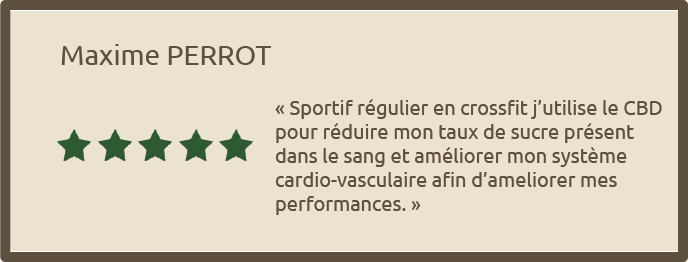 Maxime PERROT
« Sportif régulier en crossfit j’utilise le CBD
pour réduire mon taux de sucre présent
dans le sang et améliorer mon système
cardio-vasculaire afin d’ameliorer mes
performances. »